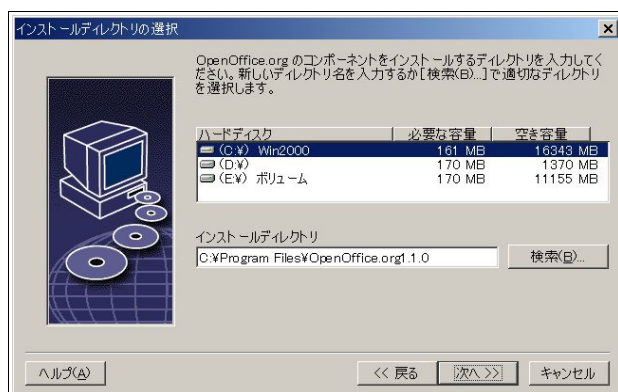 インストールディレクトリの選択
OpenOffice.org のコンポーネントをインストールするディレクトリを入力してく
ださい。新しいディレクトリ名を入力するか[検索(B)...]で適切なディレクトリ
を選択します。
ハードディスク 必要な容量 空き容量
(C:¥) Win2000 161 MB 16343 MB
(D:¥) 170 MB 1370 MB
(E:¥) ボリューム 170 MB 11155 MB
インストールディレクトリ
C:¥Program Files¥OpenOffice.org1.1.0 検索(B)...
ヘルプ(A) << 戻る 次へ >> キャンセル